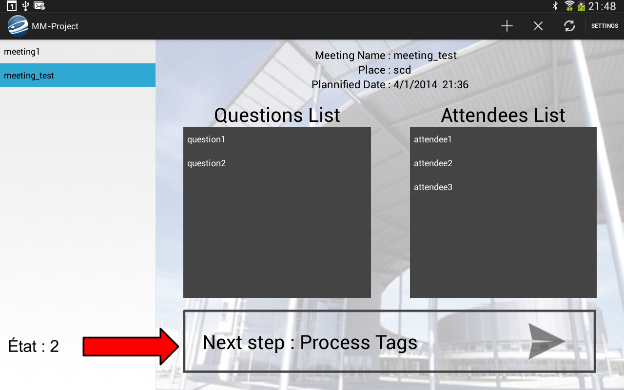 1
21:48
MM-Project
SETTINGS
meeting1
meeting_test
Meeting Name : meeting_test
Place : scd
Plannified Date : 4/1/2014 21:36
Questions List
Attendees List
question1
question2
attendee1
attendee2
attendee3
État : 2
Next step : Process Tags